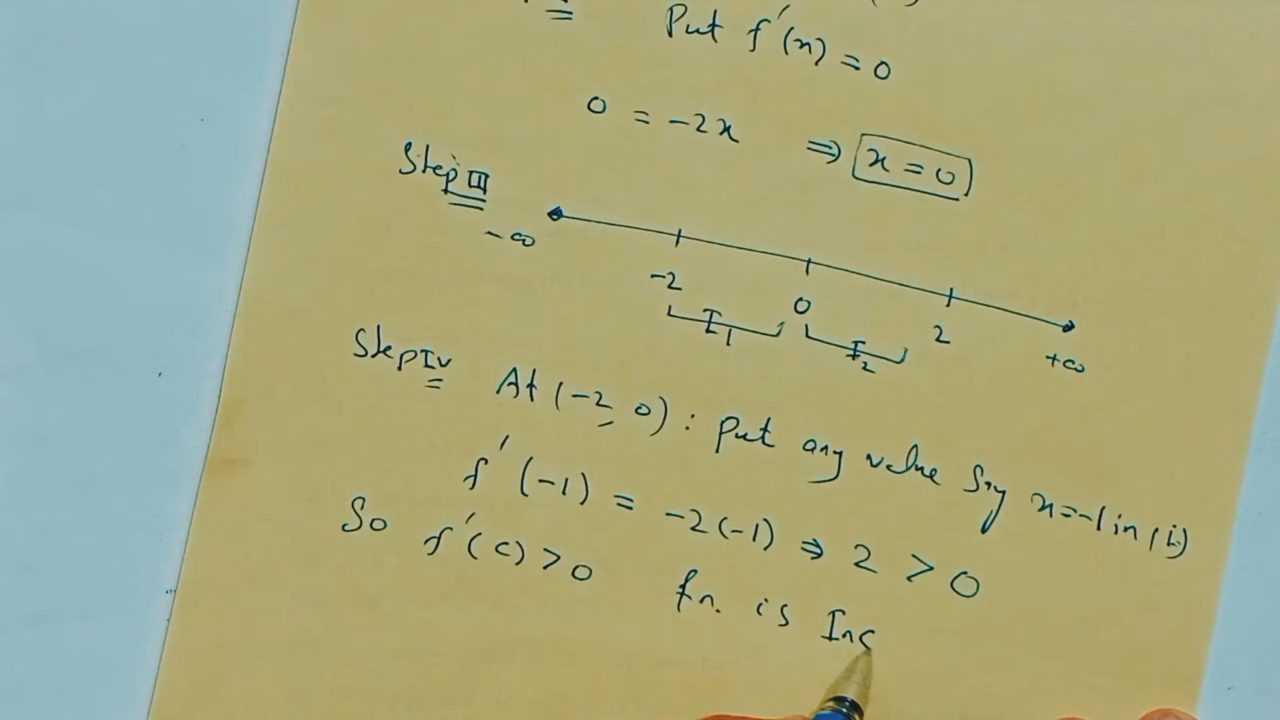 Put f'(x) = 0
0 = -2x ⇒ x = 0
Step III
-∞ -2 0 2 +∞
I₁ I₂
Step IV At (-2, 0) : put any value say x=-1 in (i)
f'(-1) = -2(-1) ⇒ 2 > 0
So f'(c) > 0 fn. is Inc